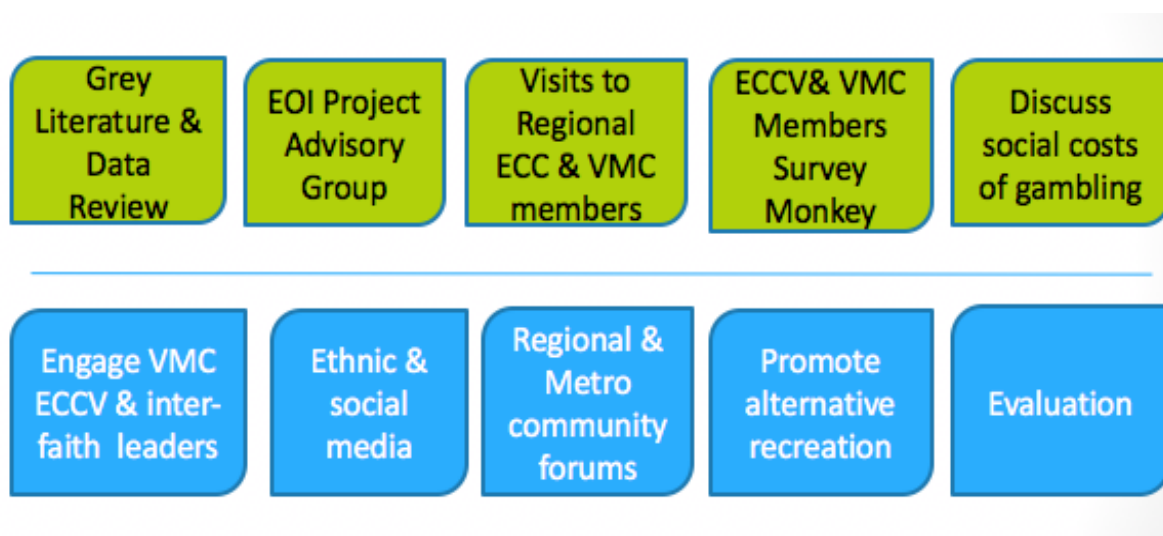 Grey
Literature &
Data
Review
EOI Project
Advisory
Group
Visits to
Regional
ECC & VMC
members
ECCV& VMC
Members
Survey
Monkey
Discuss
social costs
of gambling
Engage VMC
ECCV & inter-
faith leaders
Ethnic &
social
media
Regional &
Metro
community
forums
Promote
alternative
recreation
Evaluation